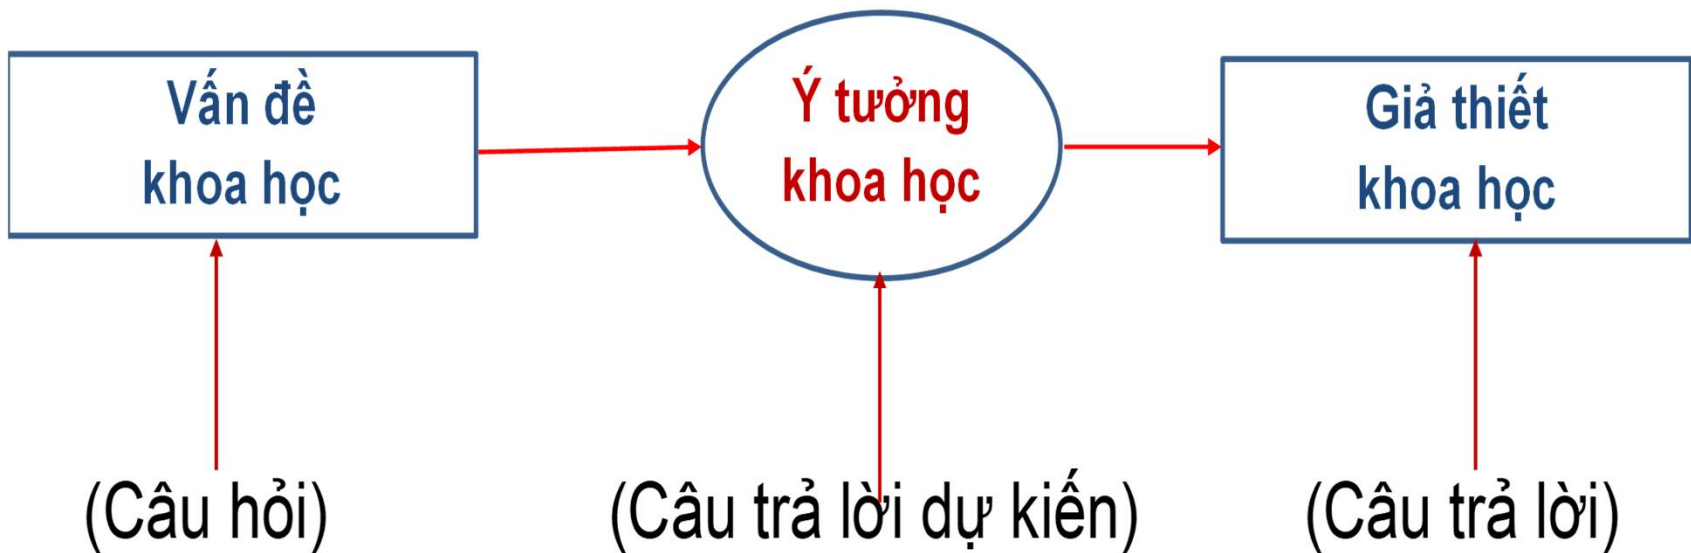 Vấn đề
khoa học
Ý tưởng
khoa học
Giả thiết
khoa học
(Câu hỏi)
(Câu trả lời dự kiến)
(Câu trả lời)